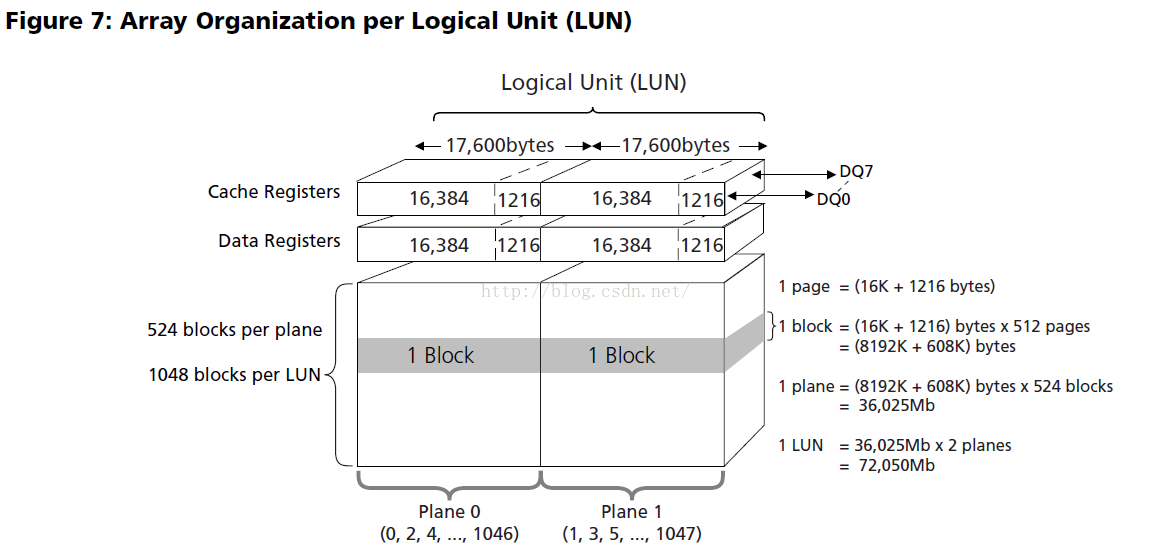 Figure 7: Array Organization per Logical Unit (LUN)
Logical Unit (LUN)
17,600bytes 17,600bytes
DQ7
Cache Registers 16,384 1216 16,384 1216 DQ0
Data Registers 16,384 1216 16,384 1216
http://blog.csdn.net/
1 page = (16K + 1216 bytes)
524 blocks per plane
1 block = (16K + 1216) bytes x 512 pages
= (8192K + 608K) bytes
1 Block 1 Block
1048 blocks per LUN
1 plane = (8192K + 608K) bytes x 524 blocks
= 36,025Mb
1 LUN = 36,025Mb x 2 planes
= 72,050Mb
Plane 0 Plane 1
(0, 2, 4, ..., 1046) (1, 3, 5, ..., 1047)